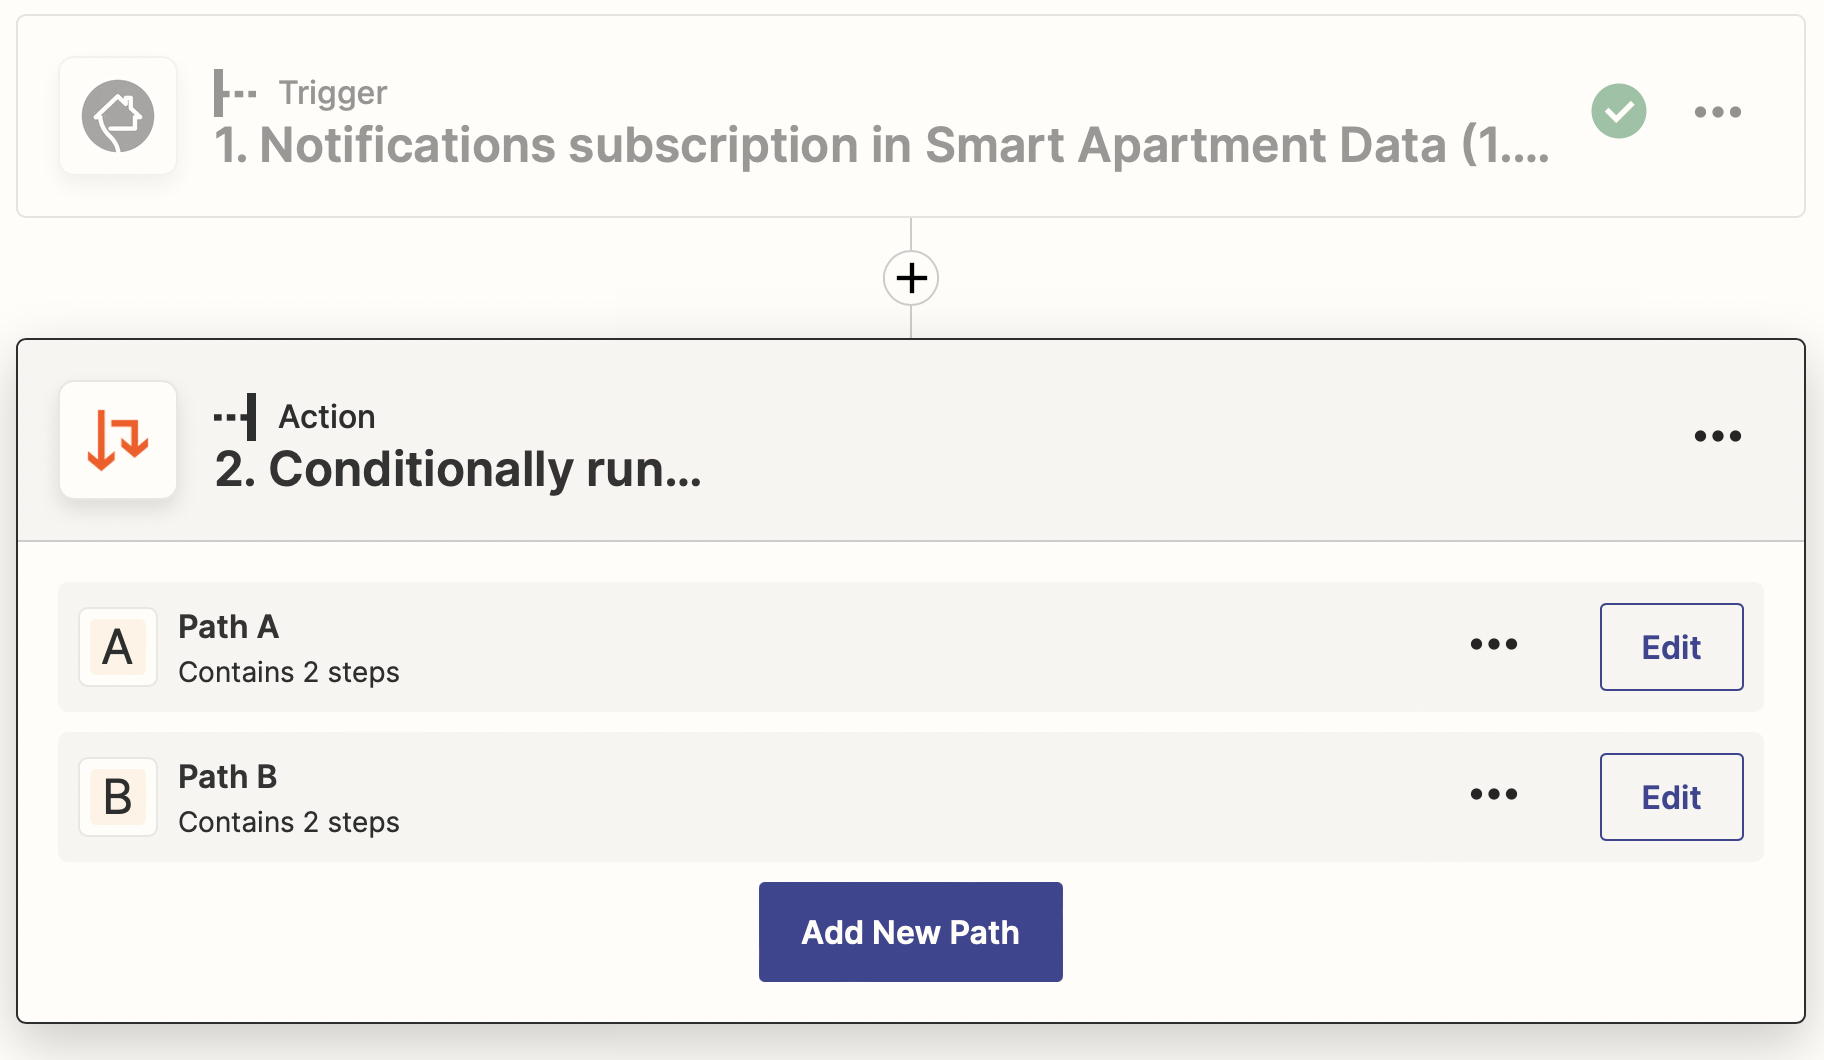 Trigger
1. Notifications subscription in Smart Apartment Data (1....
Action
2. Conditionally run...
A
Path A
Contains 2 steps
Edit
B
Path B
Contains 2 steps
Edit
Add New Path